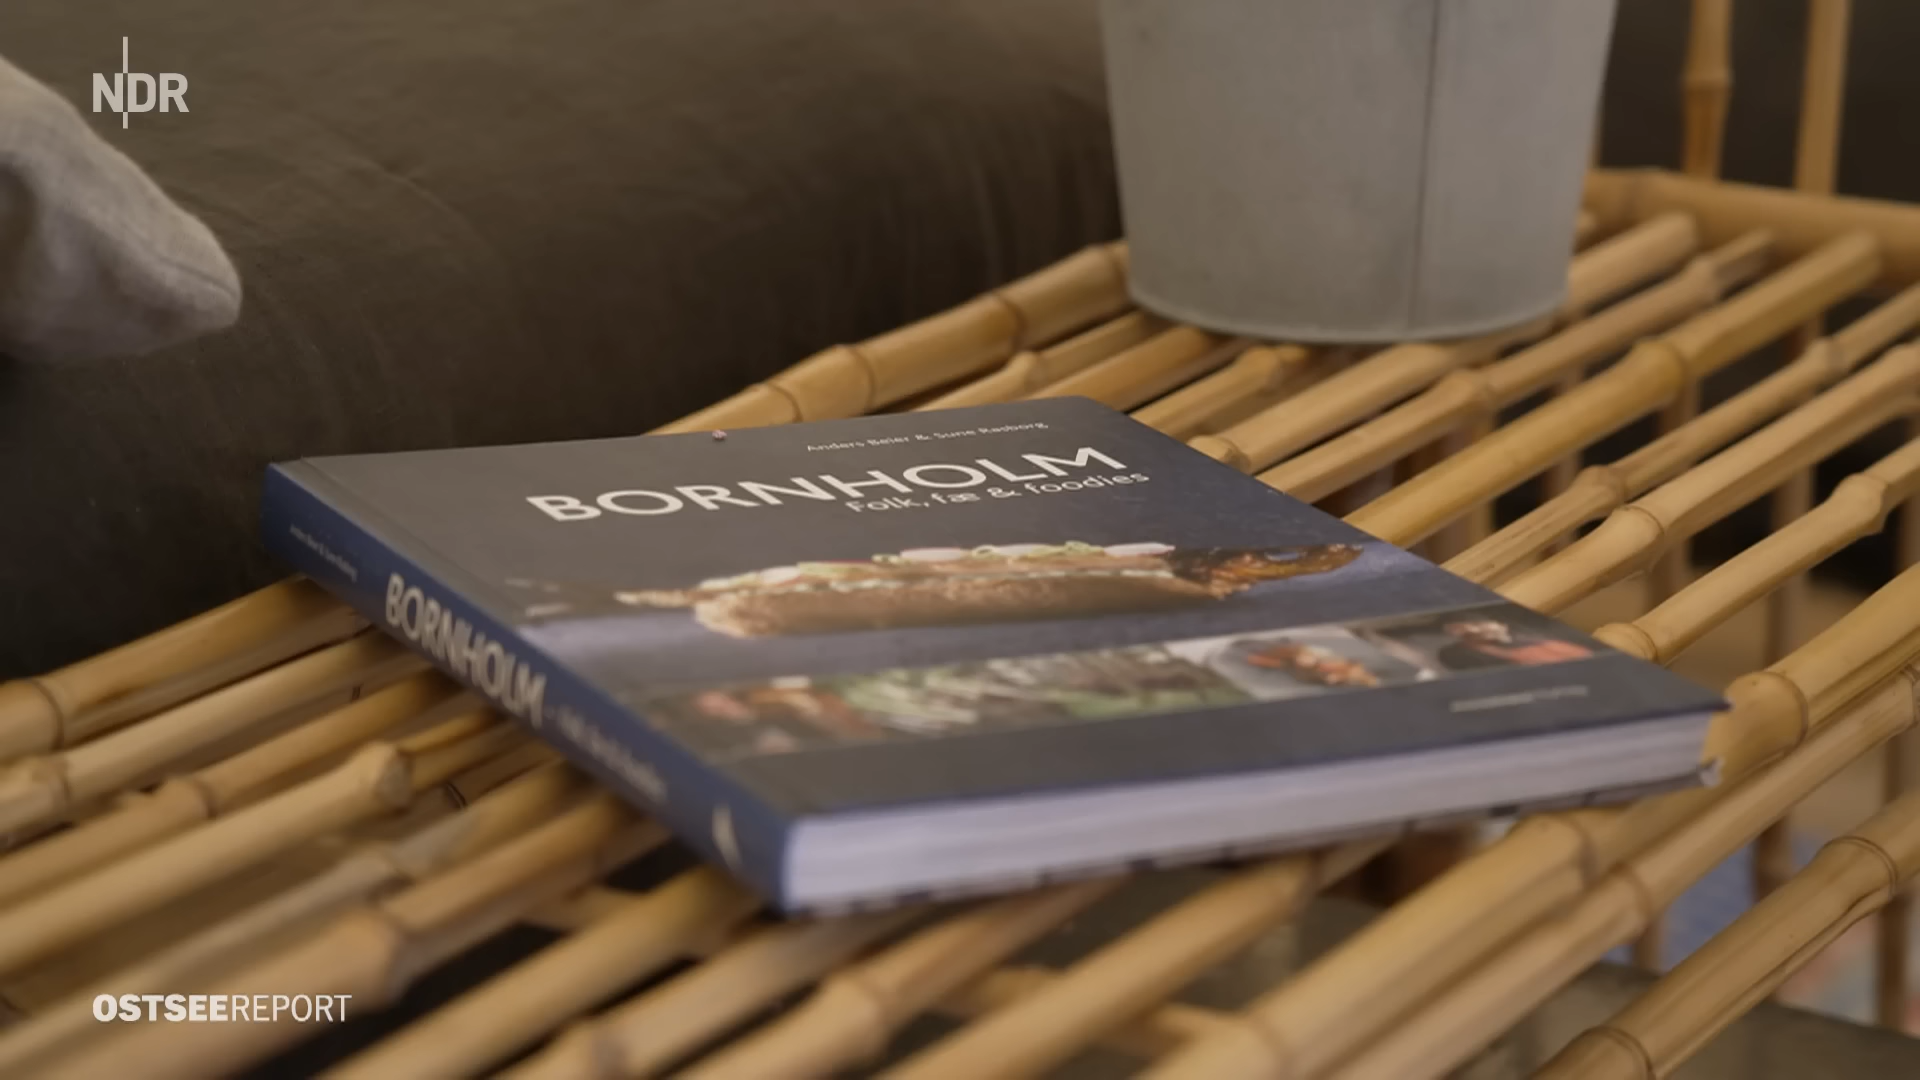 NDR
Anders Beier & Sune Rasborg
BORNHOLM
Folk, fæ & foodies
BORNHOLM
OSTSEEREPORT